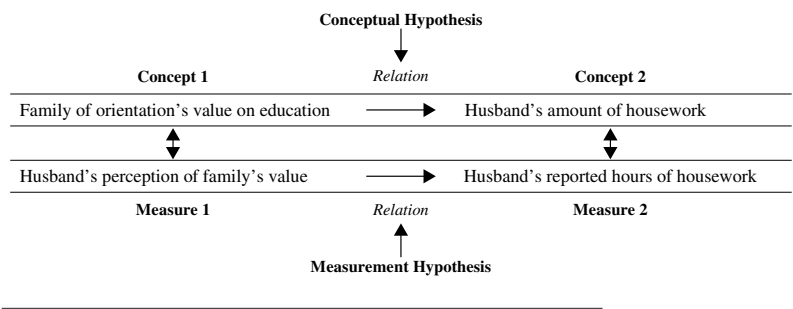 Conceptual Hypothesis
Concept 1 Relation Concept 2
Family of orientation's value on education Husband's amount of housework
Husband's perception of family's value Husband's reported hours of housework
Measure 1 Relation Measure 2
Measurement Hypothesis